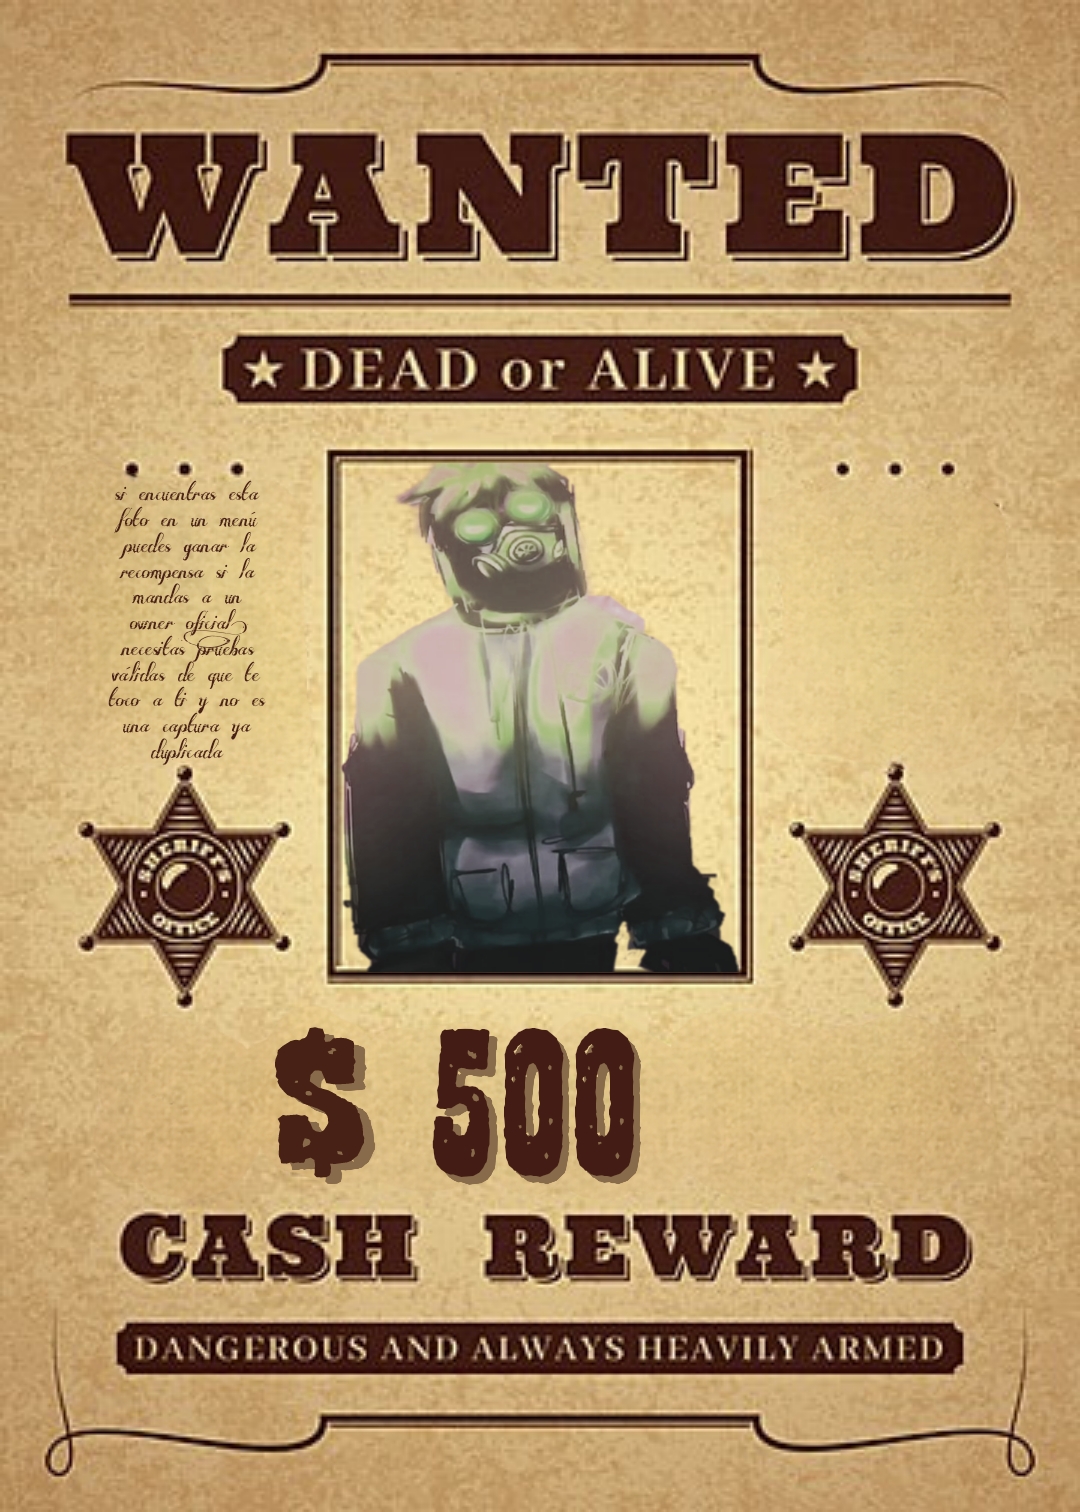 WANTED
★ DEAD or ALIVE ★
• • •
• • •
si encuentras esta
foto en un menú
puedes ganar la
recompensa si la
mandas a un
owner oficial
necesitas pruebas
válidas de que te
toco a ti y no es
una captura ya
duplicada
SHERIFF'S
OFFICE
SHERIFF'S
OFFICE
$ 500
CASH REWARD
DANGEROUS AND ALWAYS HEAVILY ARMED